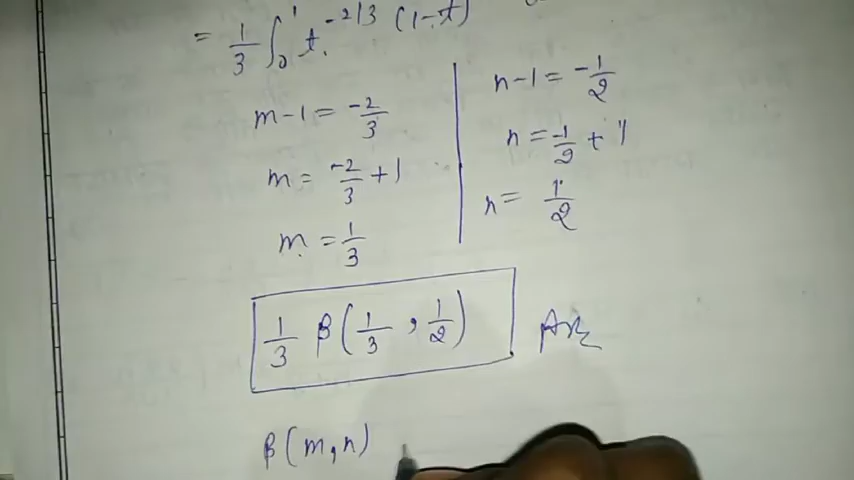 = 1/3 ∫₀¹ t^(-2/3) (1-t)
m-1 = -2/3
m = -2/3 + 1
m = 1/3
n-1 = -1/2
n = -1/2 + 1
n = 1/2
1/3 β(1/3, 1/2) Ans
β(m,n)